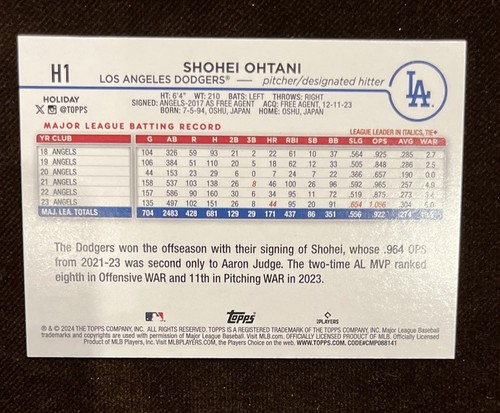 H1
SHOHEI OHTANI
LOS ANGELES DODGERS® — pitcher/designated hitter
LA
HOLIDAY
@TOPPS
HT: 6'4" WT: 210 BATS: LEFT THROWS: RIGHT
SIGNED: ANGELS-2017 AS FREE AGENT ACQ: FREE AGENT, 12-11-23
BORN: 7-5-94, OSHU, JAPAN HOME: OSHU, JAPAN
MAJOR LEAGUE BATTING RECORD
LEAGUE LEADER IN ITALICS, TIE♦
YR CLUB G AB R H 2B 3B HR RBI SB BB SLG OPS AVG WAR
18 ANGELS 104 326 59 93 21 2 22 61 10 37 .564 .925 .285 2.7
19 ANGELS 106 384 51 110 20 5 18 62 12 33 .505 .848 .286 2.5
20 ANGELS 44 153 23 29 6 0 7 24 7 22 .366 .657 .190 0.0
21 ANGELS 158 537 103 138 26 8 46 100 26 96 .592 .965 .257 4.9
22 ANGELS 157 586 90 160 30 6 34 95 11 72 .519 .875 .273
23 ANGELS 135 497 102 151 26 8 44 95 20 91 .654 1.066 .304 6.0
MAJ. LEA. TOTALS 704 2483 428 681 129 29 171 437 86 351 .556 .922 .274
The Dodgers won the offseason with their signing of Shohei, whose .964 OPS
from 2021-23 was second only to Aaron Judge. The two-time AL MVP ranked
eighth in Offensive WAR and 11th in Pitching WAR in 2023.
topps
PLAYERS
® & © 2024 THE TOPPS COMPANY, INC. ALL RIGHTS RESERVED. TOPPS IS A REGISTERED TRADEMARK OF THE TOPPS COMPANY, INC. Major League Baseball
trademarks and copyrights are used with permission of Major League Baseball. Visit MLB.com. OFFICIALLY LICENSED PRODUCT OF MLB. Officially Licensed
Product of MLB Players, Inc. Visit MLBPLAYERS.com, the Players Choice on the web. WWW.TOPPS.COM. CODE#CMP088141